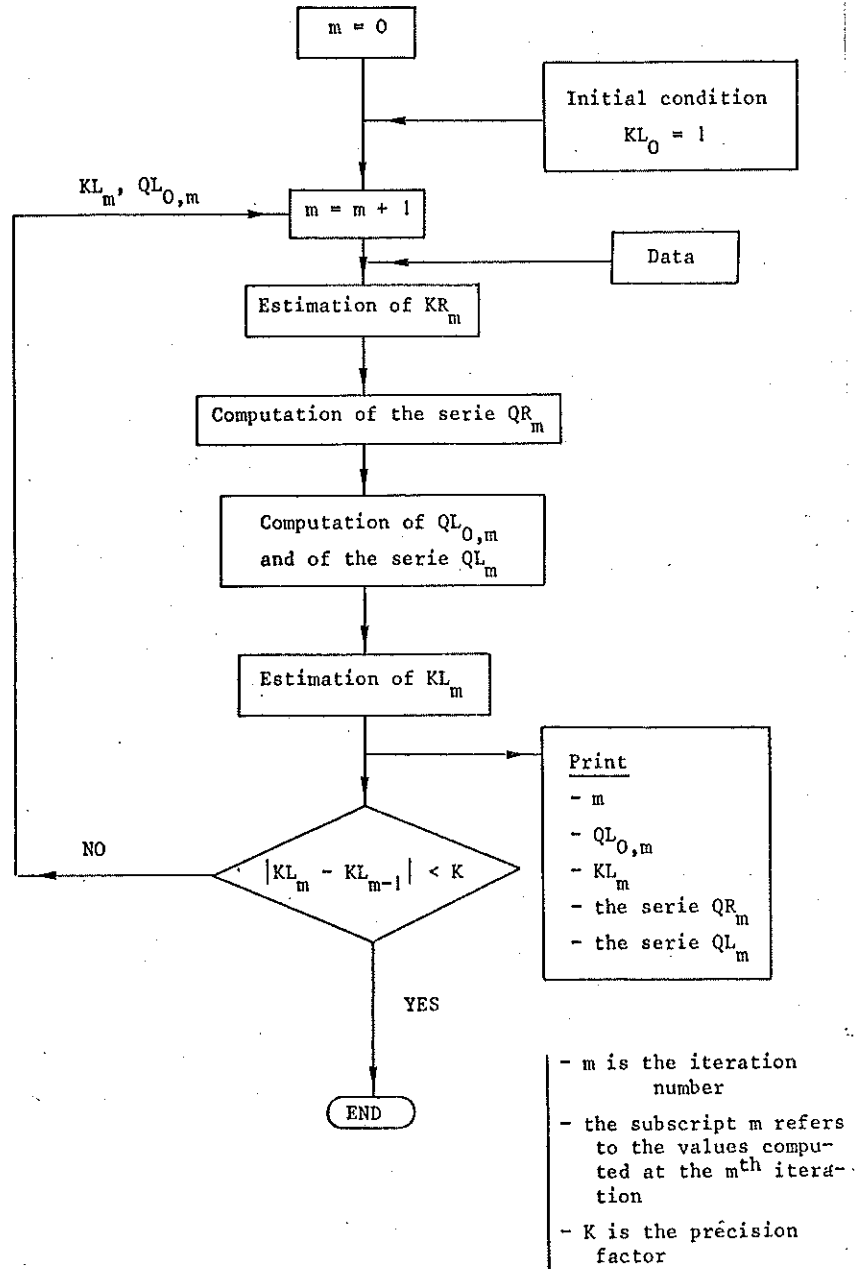 m = 0
Initial condition
KL₀ = 1
KLₘ, QL₀,ₘ
m = m + 1
Data
Estimation of KRₘ
Computation of the serie QRₘ
Computation of QL₀,ₘ
and of the serie QLₘ
Estimation of KLₘ
Print
- m
- QL₀,ₘ
- KLₘ
- the serie QRₘ
- the serie QLₘ
NO
|KLₘ - KLₘ₋₁| < K
YES
END
- m is the iteration
number
- the subscript m refers
to the values compu-
ted at the mᵗʰ itera-
tion
- K is the précision
factor